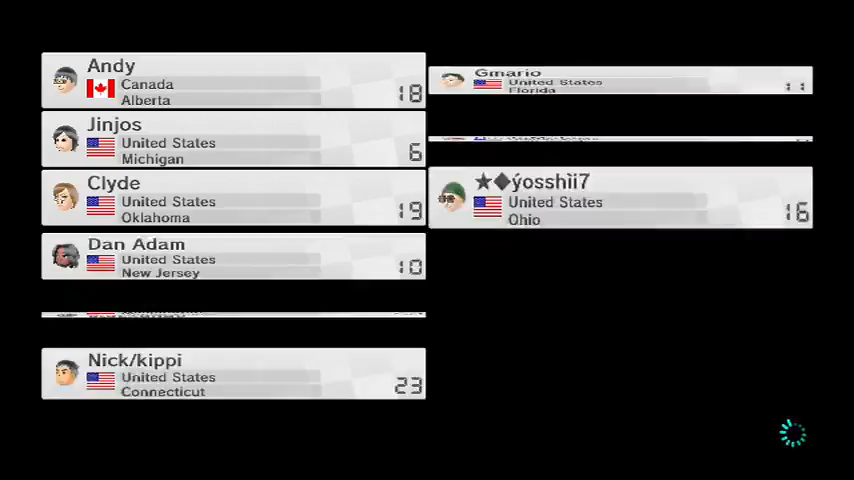 Andy
Canada
Alberta
18
Jinjos
United States
Michigan
6
Clyde
United States
Oklahoma
19
Dan Adam
United States
New Jersey
10
Nick/kippi
United States
Connecticut
23
Gmario
United States
Florida
11
★◆ýosshìi7
United States
Ohio
16